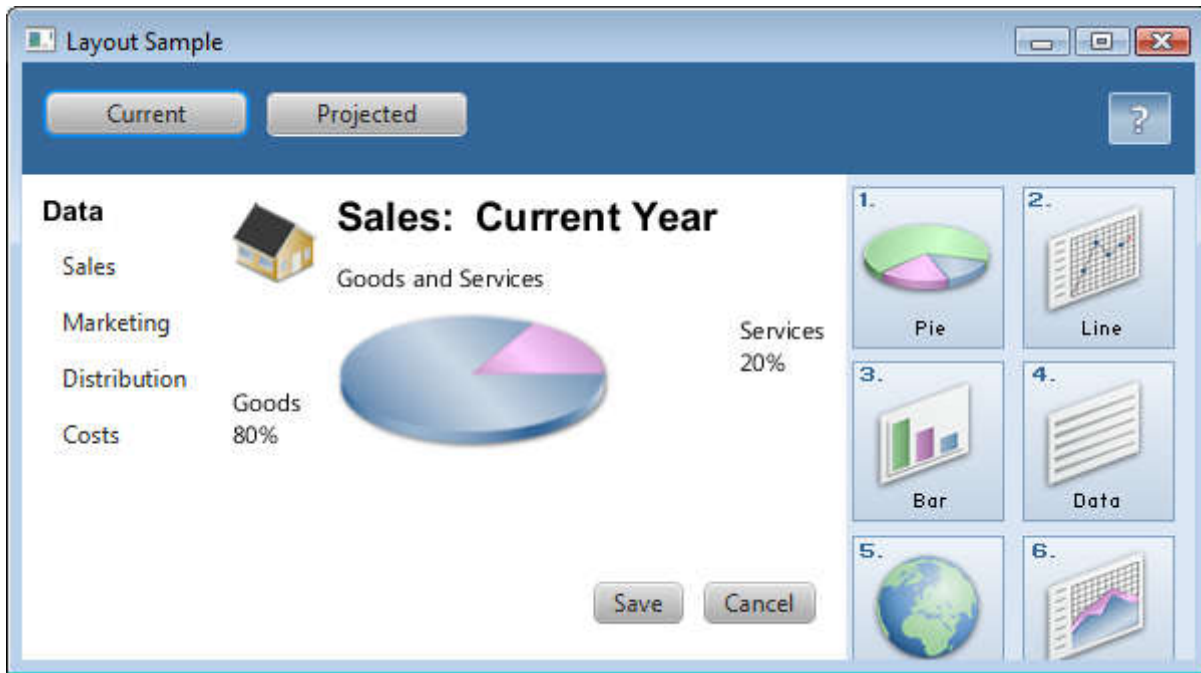 Layout Sample
Current
Projected
?
Data
Sales
Marketing
Distribution
Costs
Sales: Current Year
Goods and Services
Goods
80%
Services
20%
Save
Cancel
1.
Pie
2.
Line
3.
Bar
4.
Data
5.
6.